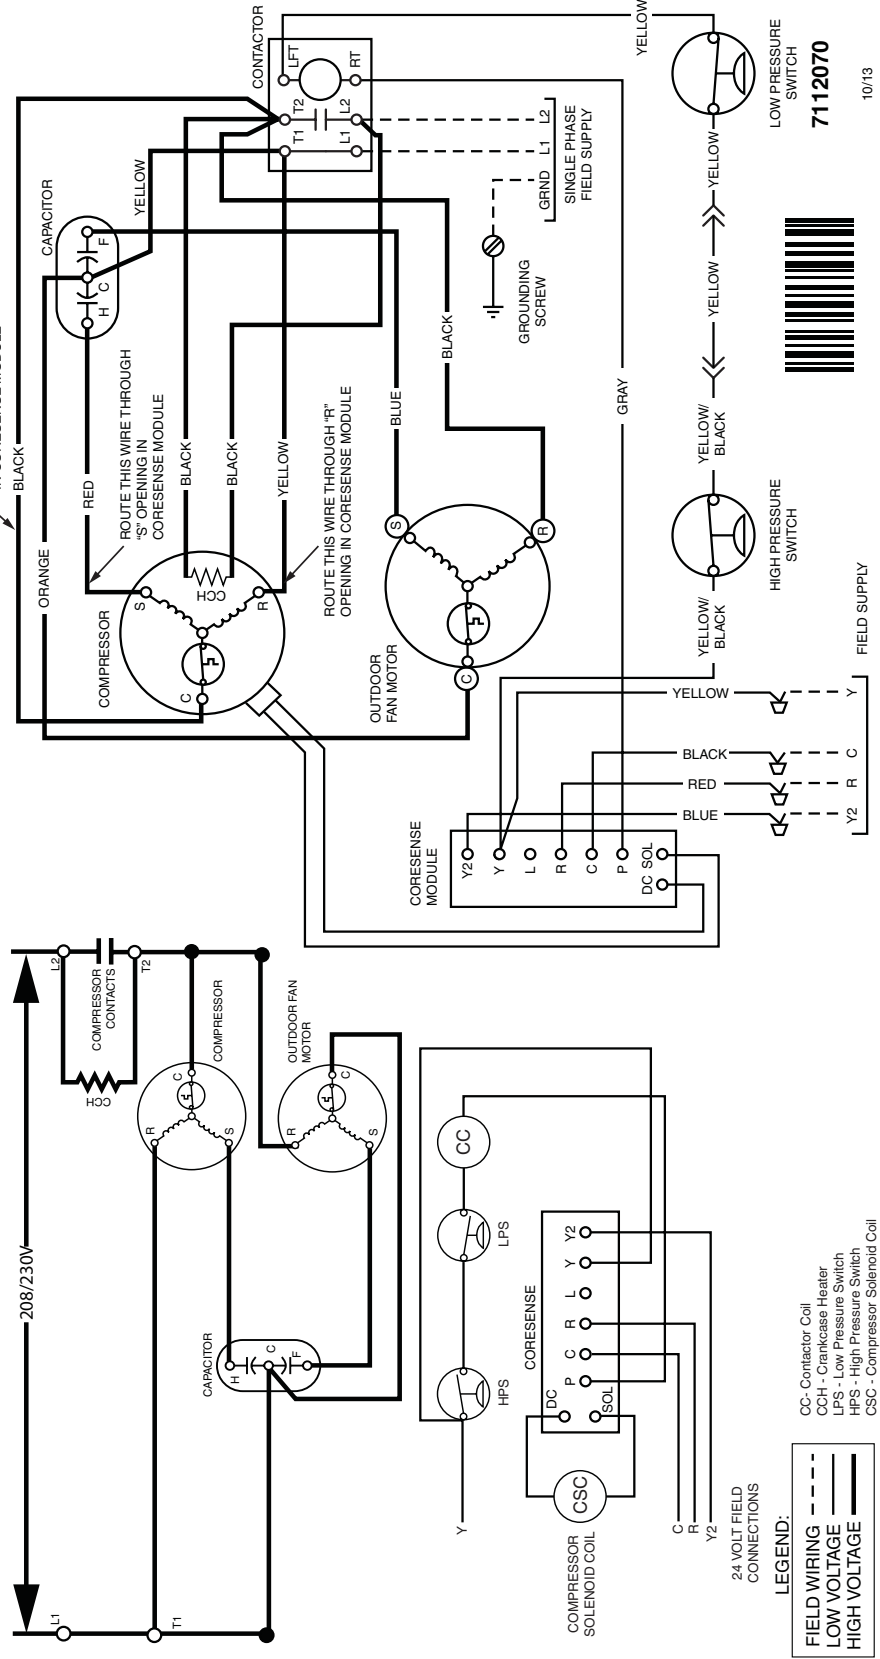 BLACK
ORANGE
RED
ROUTE THIS WIRE THROUGH
“S” OPENING IN
CORESENSE MODULE
BLACK
BLACK
YELLOW
ROUTE THIS WIRE THROUGH “R”
OPENING IN CORESENSE MODULE
CAPACITOR
H
C
F
YELLOW
CONTACTOR
LFT
RT
T2
L2
T1
L1
COMPRESSOR
S
CCH
R
C
BLUE
BLACK
OUTDOOR
FAN MOTOR
S
R
C
GRND
L1
L2
SINGLE PHASE
FIELD SUPPLY
GROUNDING
SCREW
GRAY
YELLOW
LOW PRESSURE
SWITCH
7112070
10/13
YELLOW
YELLOW
YELLOW/
BLACK
HIGH PRESSURE
SWITCH
YELLOW/
BLACK
CORESENSE
MODULE
Y2
Y
L
R
C
P
DC
SOL
YELLOW
BLACK
RED
BLUE
Y
C
R
Y2
FIELD SUPPLY
208/230V
L1
T1
L2
COMPRESSOR
CONTACTS
T2
CCH
COMPRESSOR
R
C
S
OUTDOOR FAN
MOTOR
R
C
S
CAPACITOR
H
C
F
Y
HPS
LPS
CC
CORESENSE
DC
SOL
P
C
R
L
Y
Y2
CSC
COMPRESSOR
SOLENOID COIL
C
R
Y2
24 VOLT FIELD
CONNECTIONS
LEGEND:
FIELD WIRING
LOW VOLTAGE
HIGH VOLTAGE
CC- Contactor Coil
CCH - Crankcase Heater
LPS - Low Pressure Switch
HPS - High Pressure Switch
CSC - Compressor Solenoid Coil